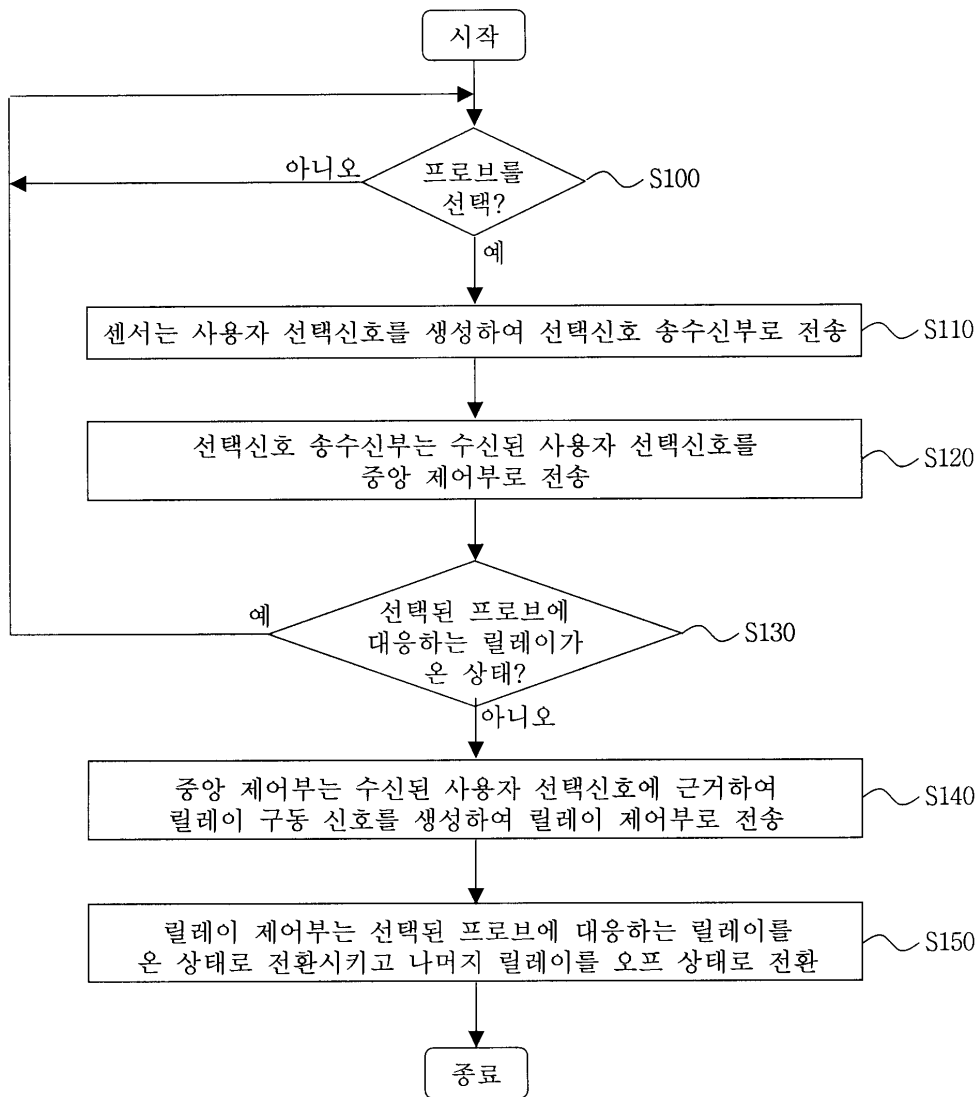 시작
아니오
프로브를
선택?
S100
예
센서는 사용자 선택신호를 생성하여 선택신호 송수신부로 전송
S110
선택신호 송수신부는 수신된 사용자 선택신호를
중앙 제어부로 전송
S120
예
선택된 프로브에
대응하는 릴레이가
온 상태?
S130
아니오
중앙 제어부는 수신된 사용자 선택신호에 근거하여
릴레이 구동 신호를 생성하여 릴레이 제어부로 전송
S140
릴레이 제어부는 선택된 프로브에 대응하는 릴레이를
온 상태로 전환시키고 나머지 릴레이를 오프 상태로 전환
S150
종료